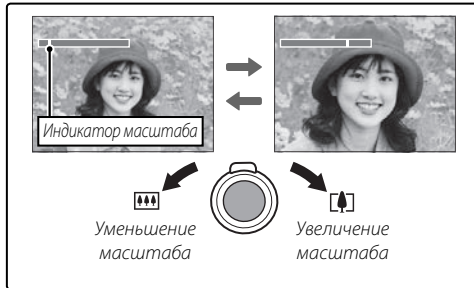 Индикатор масштаба
Уменьшение
масштаба
Увеличение
масштаба